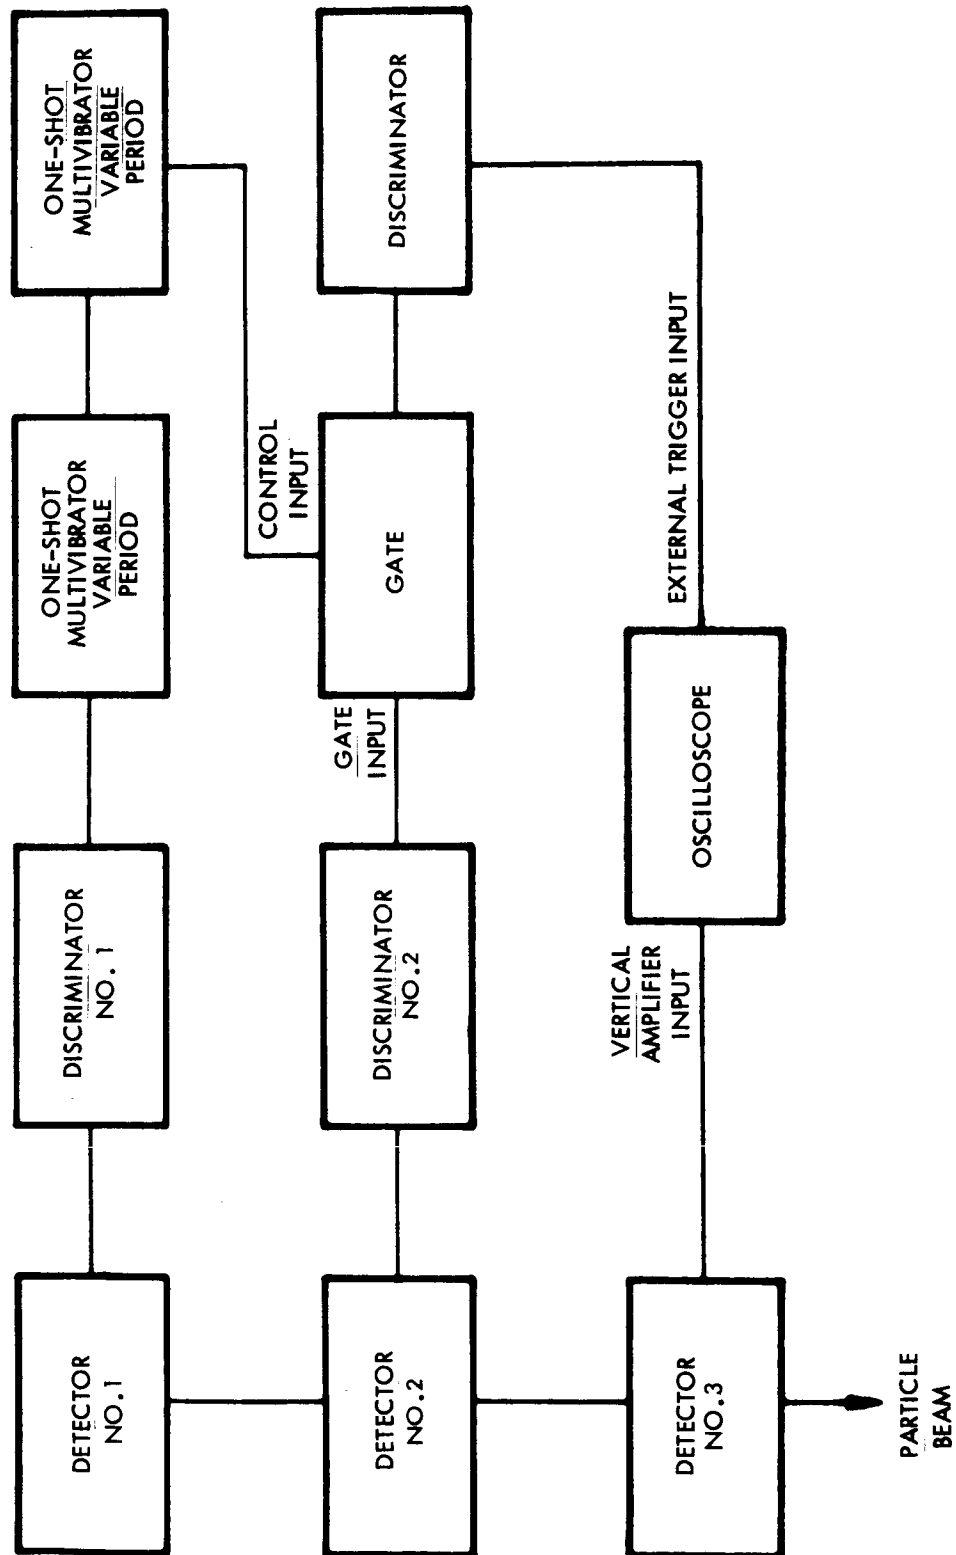 DETECTOR
NO.1
DISCRIMINATOR
NO. 1
ONE-SHOT
MULTIVIBRATOR
VARIABLE
PERIOD
ONE-SHOT
MULTIVIBRATOR
VARIABLE
PERIOD
DETECTOR
NO.2
DISCRIMINATOR
NO.2
GATE
INPUT
GATE
CONTROL
INPUT
DISCRIMINATOR
DETECTOR
NO.3
VERTICAL
AMPLIFIER
INPUT
OSCILLOSCOPE
EXTERNAL TRIGGER INPUT
PARTICLE
BEAM